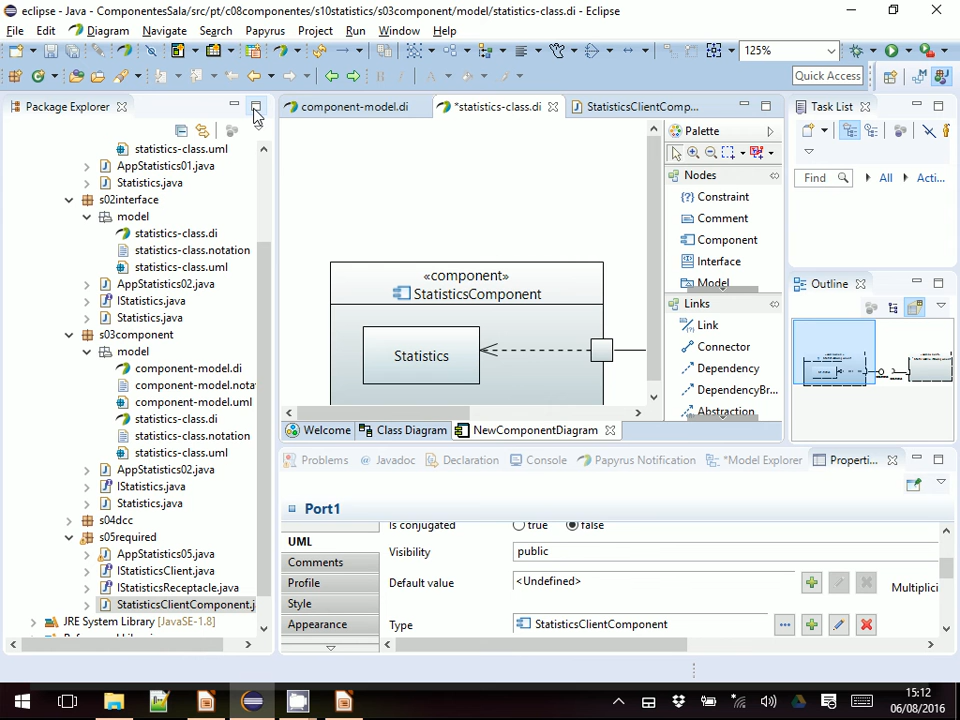 eclipse - Java - ComponentesSala/src/pt/c08componentes/s10statistics/s03component/model/statistics-class.di - Eclipse
File Edit Diagram Navigate Search Papyrus Project Run Window Help
125%
Quick Access
Package Explorer
statistics-class.uml
AppStatistics01.java
Statistics.java
s02interface
model
statistics-class.di
statistics-class.notation
statistics-class.uml
AppStatistics02.java
IStatistics.java
Statistics.java
s03component
model
component-model.di
component-model.nota
component-model.uml
statistics-class.di
statistics-class.notation
statistics-class.uml
AppStatistics02.java
IStatistics.java
Statistics.java
s04dcc
s05required
AppStatistics05.java
IStatisticsClient.java
IStatisticsReceptacle.java
StatisticsClientComponent.j
JRE System Library [JavaSE-1.8]
component-model.di
*statistics-class.di
StatisticsClientComp...
«component»
StatisticsComponent
Statistics
Palette
Nodes
Constraint
Comment
Component
Interface
Model
Links
Link
Connector
Dependency
DependencyBr...
Abstraction
Welcome
Class Diagram
NewComponentDiagram
Task List
Find
All
Acti...
Outline
Problems
Javadoc
Declaration
Console
Papyrus Notification
*Model Explorer
Properti...
Port1
UML
Comments
Profile
Style
Appearance
Is conjugated
true
false
Visibility
public
Default value
<Undefined>
Multiplici
Type
StatisticsClientComponent
15:12
06/08/2016